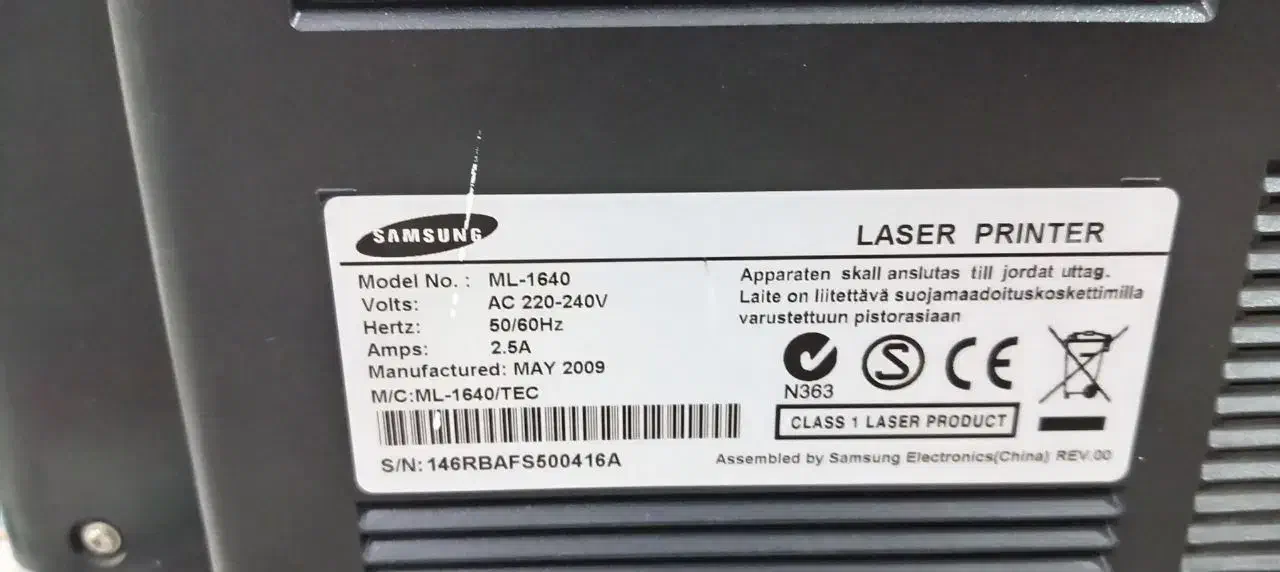 SAMSUNG
LASER PRINTER
Model No. : ML-1640
Volts: AC 220-240V
Hertz: 50/60Hz
Amps: 2.5A
Manufactured: MAY 2009
M/C:ML-1640/TEC
S/N: 146RBAFS500416A
Apparaten skall anslutas till jordat uttag.
Laite on liitettävä suojamaadoituskoskettimilla
varustettuun pistorasiaan
N363
S
CE
CLASS 1 LASER PRODUCT
Assembled by Samsung Electronics(China) REV.00